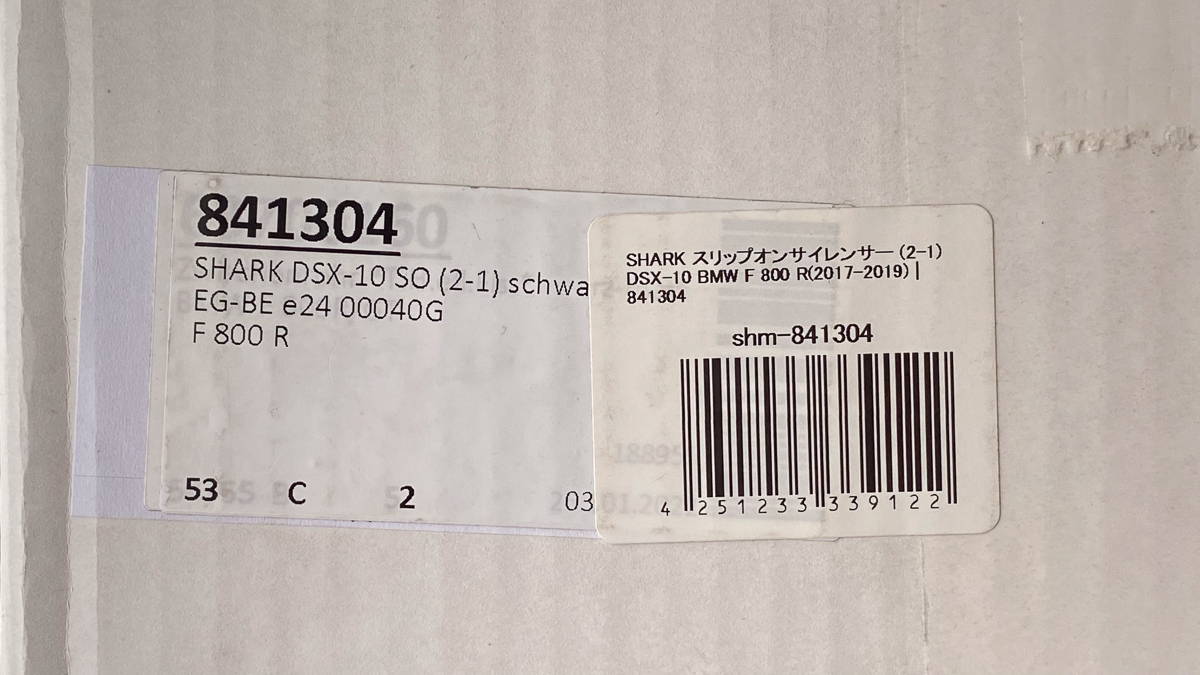 841304
SHARK DSX-10 SO (2-1) schwa
EG-BE e24 00040G
F 800 R
53 C 2 03
SHARK スリップオンサイレンサー (2-1)
DSX-10 BMW F 800 R(2017-2019) |
841304
shm-841304
4 251233 339122